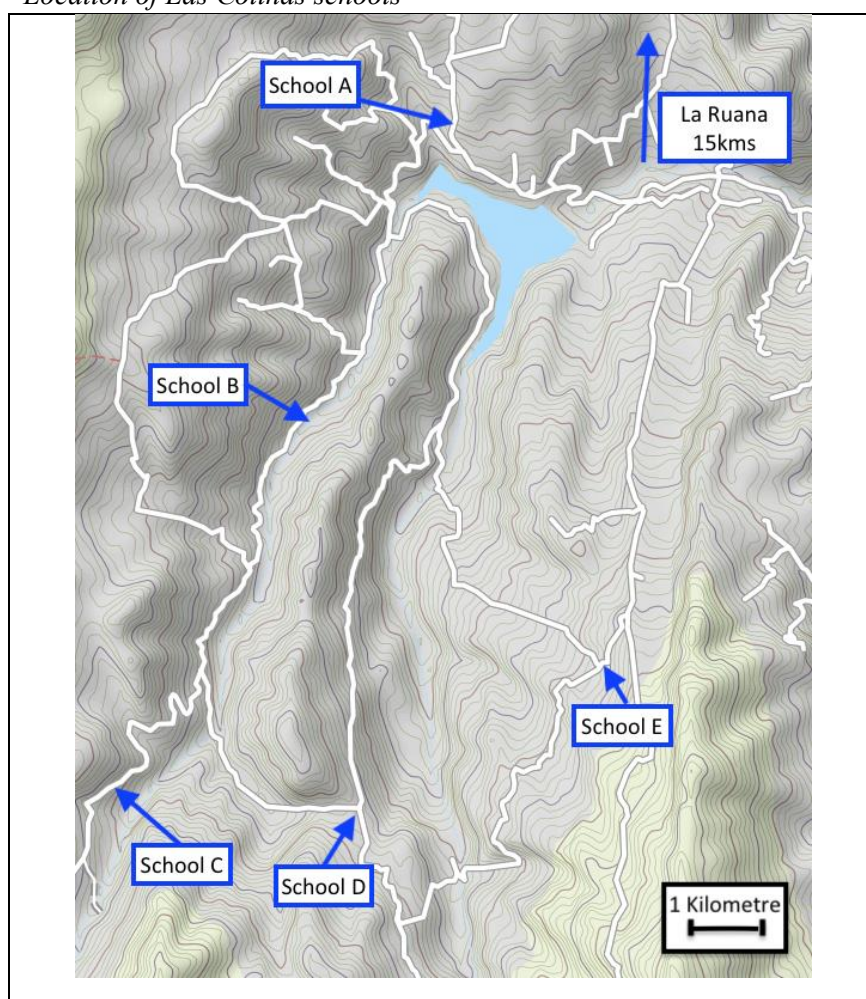 Location of Las Colinas schools
School A
La Ruana
15kms
School B
School E
School C
School D
1 Kilometre